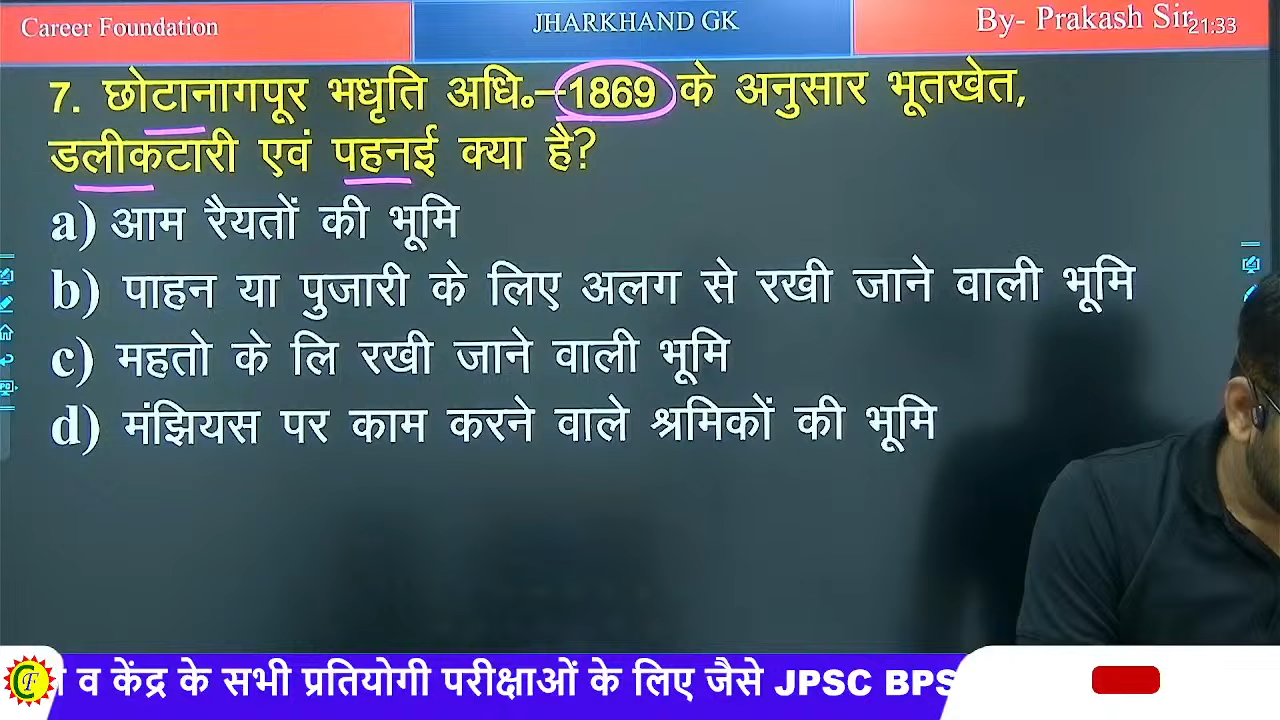 Career Foundation
JHARKHAND GK
By- Prakash Sir
21:33
7. छोटानागपूर भधृति अधि॰–1869 के अनुसार भूतखेत,
डलीकटारी एवं पहनई क्या है?
a) आम रैयतों की भूमि
b) पाहन या पुजारी के लिए अलग से रखी जाने वाली भूमि
c) महतो के लि रखी जाने वाली भूमि
d) मंझियस पर काम करने वाले श्रमिकों की भूमि
व केंद्र के सभी प्रतियोगी परीक्षाओं के लिए जैसे JPSC BPS